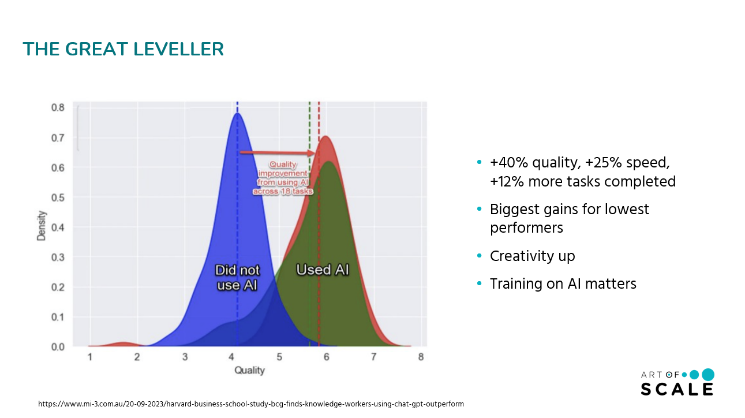 THE GREAT LEVELLER
0.8
0.7
0.6
0.5
0.4
0.3
0.2
0.1
0.0
Density
Quality
improvement
from using AI
across 18 tasks
Did not
use AI
Used AI
1 2 3 4 5 6 7 8
Quality
• +40% quality, +25% speed,
+12% more tasks completed
• Biggest gains for lowest
performers
• Creativity up
• Training on AI matters
ART OF
SCALE
https://www.mi-3.com.au/20-09-2023/harvard-business-school-study-bcg-finds-knowledge-workers-using-chat-gpt-outperform